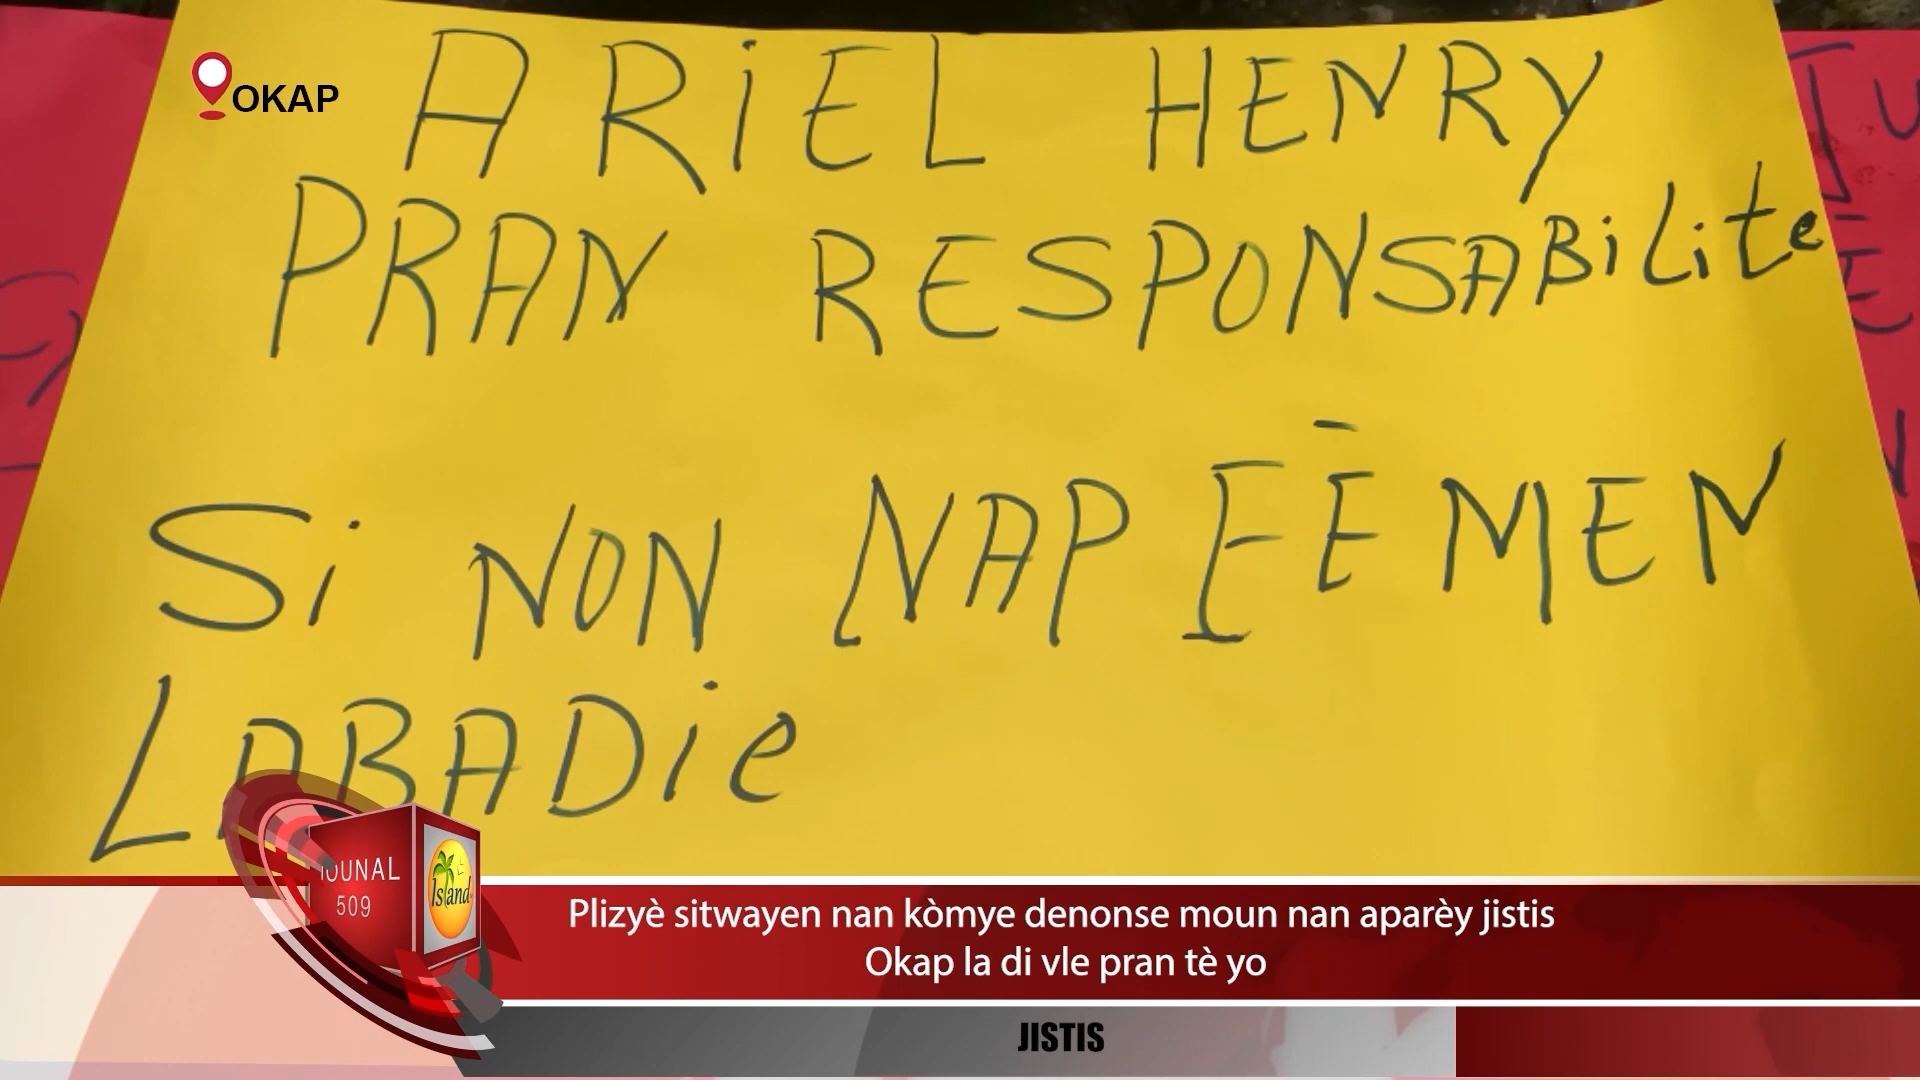 OKAP
ARiEL HENRY
PRAN RESPONSABiLite
Si NON NAP FÈMEN
LABADie
JOUNAL
509
Island
Plizyè sitwayen nan kòmye denonse moun nan aparèy jistis
Okap la di vle pran tè yo
JISTIS